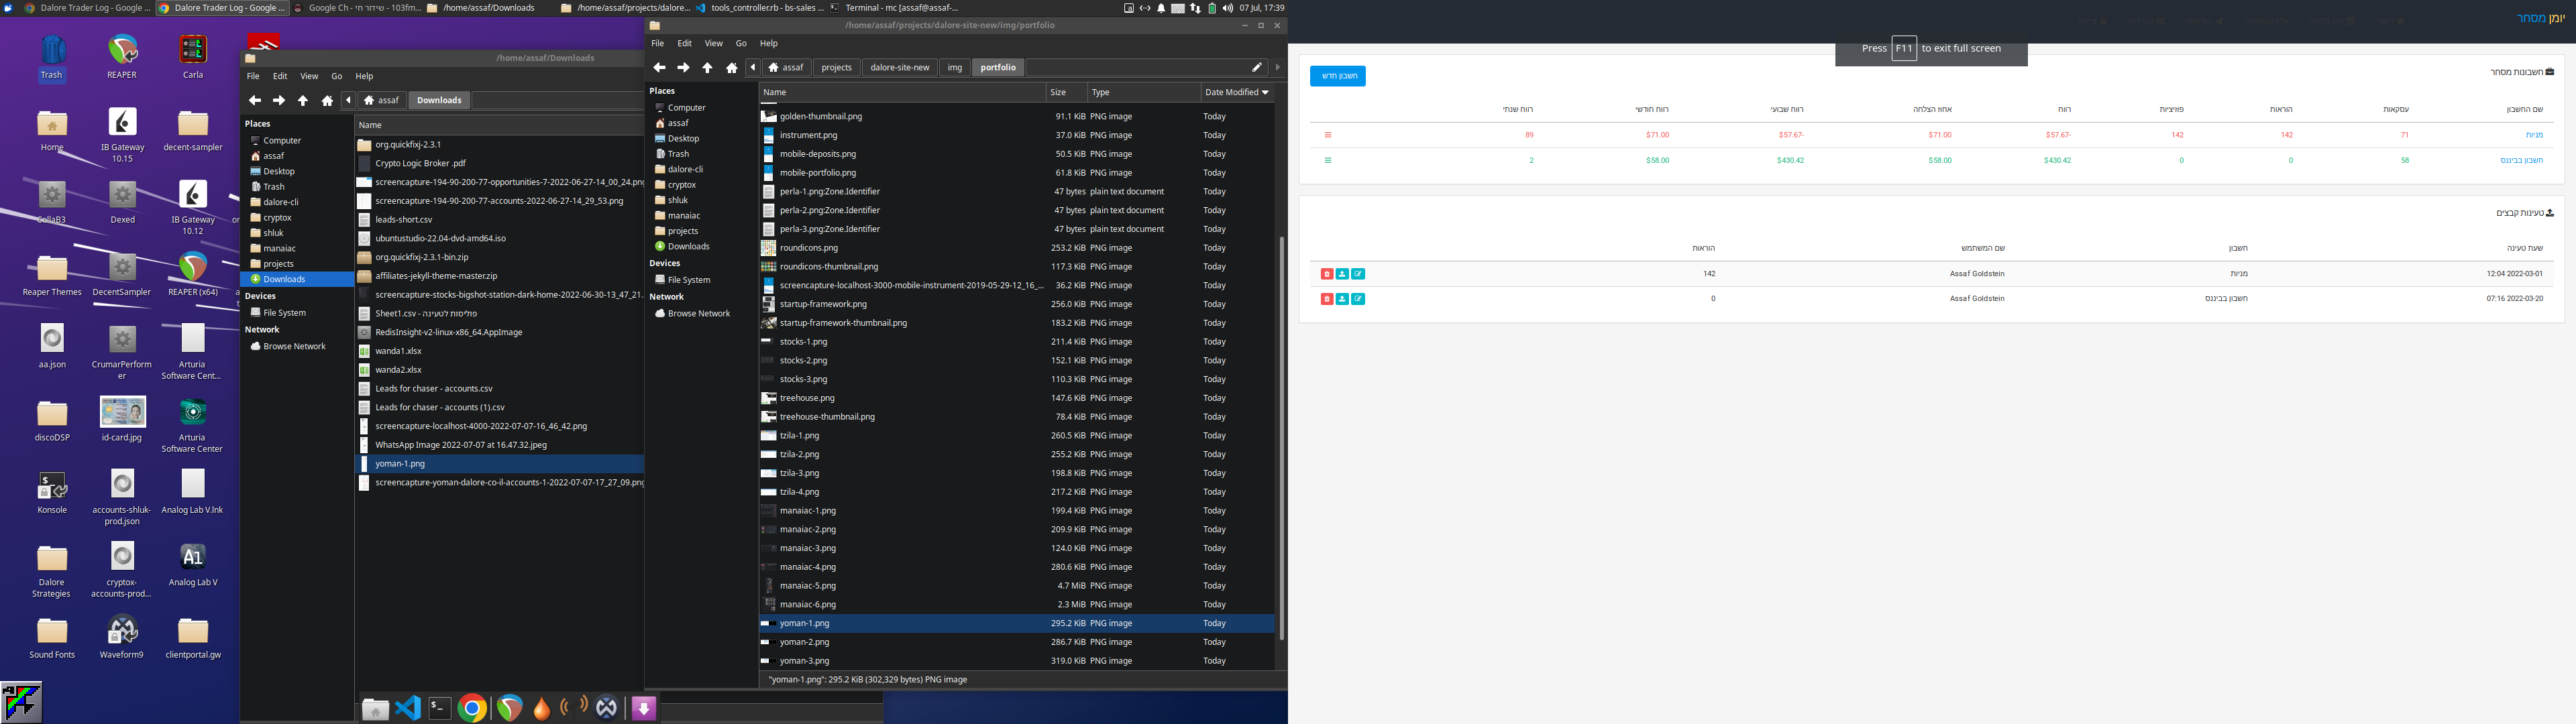 Dalore Trader Log - Google ...
Dalore Trader Log - Google ...
Google Ch - שידור חי - 103fm...
/home/assaf/Downloads
/home/assaf/projects/dalore...
tools_controller.rb - bs-sales ...
Terminal - mc [assaf@assaf-...
07 Jul, 17:39
Trash
REAPER
Carla
Home
IB Gateway 10.15
decent-sampler
CollaB3
Dexed
IB Gateway 10.12
Reaper Themes
DecentSampler
REAPER (x64)
aa.json
CrumarPerformer
Arturia Software Cent...
discoDSP
id-card.jpg
Arturia Software Center
Konsole
accounts-shluk-prod.json
Analog Lab V.lnk
Dalore Strategies
cryptox-accounts-prod...
Analog Lab V
Sound Fonts
Waveform9
clientportal.gw
/home/assaf/Downloads
File Edit View Go Help
assaf Downloads
Places
Computer
assaf
Desktop
Trash
dalore-cli
cryptox
shluk
manaiac
projects
Downloads
Devices
File System
Network
Browse Network
Name
org.quickfixj-2.3.1
Crypto Logic Broker .pdf
screencapture-194-90-200-77-opportunities-7-2022-06-27-14_00_24.png
screencapture-194-90-200-77-accounts-2022-06-27-14_29_53.png
leads-short.csv
ubuntustudio-22.04-dvd-amd64.iso
org.quickfixj-2.3.1-bin.zip
affiliates-jekyll-theme-master.zip
screencapture-stocks-bigshot-station-dark-home-2022-06-30-13_47_21...
Sheet1.csv - פוליסות לטעינה
RedisInsight-v2-linux-x86_64.AppImage
wanda1.xlsx
wanda2.xlsx
Leads for chaser - accounts.csv
Leads for chaser - accounts (1).csv
screencapture-localhost-4000-2022-07-07-16_46_42.png
WhatsApp Image 2022-07-07 at 16.47.32.jpeg
yoman-1.png
screencapture-yoman-dalore-co-il-accounts-1-2022-07-07-17_27_09.png
/home/assaf/projects/dalore-site-new/img/portfolio
File Edit View Go Help
assaf projects dalore-site-new img portfolio
Places
Computer
assaf
Desktop
Trash
dalore-cli
cryptox
shluk
manaiac
projects
Downloads
Devices
File System
Network
Browse Network
Name Size Type Date Modified
golden-thumbnail.png 91.1 KiB PNG image Today
instrument.png 37.0 KiB PNG image Today
mobile-deposits.png 50.5 KiB PNG image Today
mobile-portfolio.png 61.8 KiB PNG image Today
perla-1.png:Zone.Identifier 47 bytes plain text document Today
perla-2.png:Zone.Identifier 47 bytes plain text document Today
perla-3.png:Zone.Identifier 47 bytes plain text document Today
roundicons.png 253.2 KiB PNG image Today
roundicons-thumbnail.png 117.3 KiB PNG image Today
screencapture-localhost-3000-mobile-instrument-2019-05-29-12_16_... 36.2 KiB PNG image Today
startup-framework.png 256.0 KiB PNG image Today
startup-framework-thumbnail.png 183.2 KiB PNG image Today
stocks-1.png 211.4 KiB PNG image Today
stocks-2.png 152.1 KiB PNG image Today
stocks-3.png 110.3 KiB PNG image Today
treehouse.png 147.6 KiB PNG image Today
treehouse-thumbnail.png 78.4 KiB PNG image Today
tzila-1.png 260.5 KiB PNG image Today
tzila-2.png 255.2 KiB PNG image Today
tzila-3.png 198.8 KiB PNG image Today
tzila-4.png 217.2 KiB PNG image Today
manaiac-1.png 199.4 KiB PNG image Today
manaiac-2.png 209.9 KiB PNG image Today
manaiac-3.png 124.0 KiB PNG image Today
manaiac-4.png 280.6 KiB PNG image Today
manaiac-5.png 4.7 MiB PNG image Today
manaiac-6.png 2.3 MiB PNG image Today
yoman-1.png 295.2 KiB PNG image Today
yoman-2.png 286.7 KiB PNG image Today
yoman-3.png 319.0 KiB PNG image Today
"yoman-1.png": 295.2 KiB (302,329 bytes) PNG image
יומן מסחר
Press F11 to exit full screen
חשבונות מסחר
חשבון חדש
שם החשבון עסקאות הוראות פוזיציות רווח אחוז הצלחה רווח שבועי רווח חודשי רווח שנתי
מניות 71 142 142 $57.67- $71.00 $57.67- $71.00 89
חשבון בביננס 58 0 0 $430.42 $58.00 $430.42 $58.00 2
טעינות קבצים
שעת טעינה חשבון שם המשתמש הוראות
12:04 2022-03-01 מניות Assaf Goldstein 142
07:16 2022-03-20 חשבון בביננס Assaf Goldstein 0